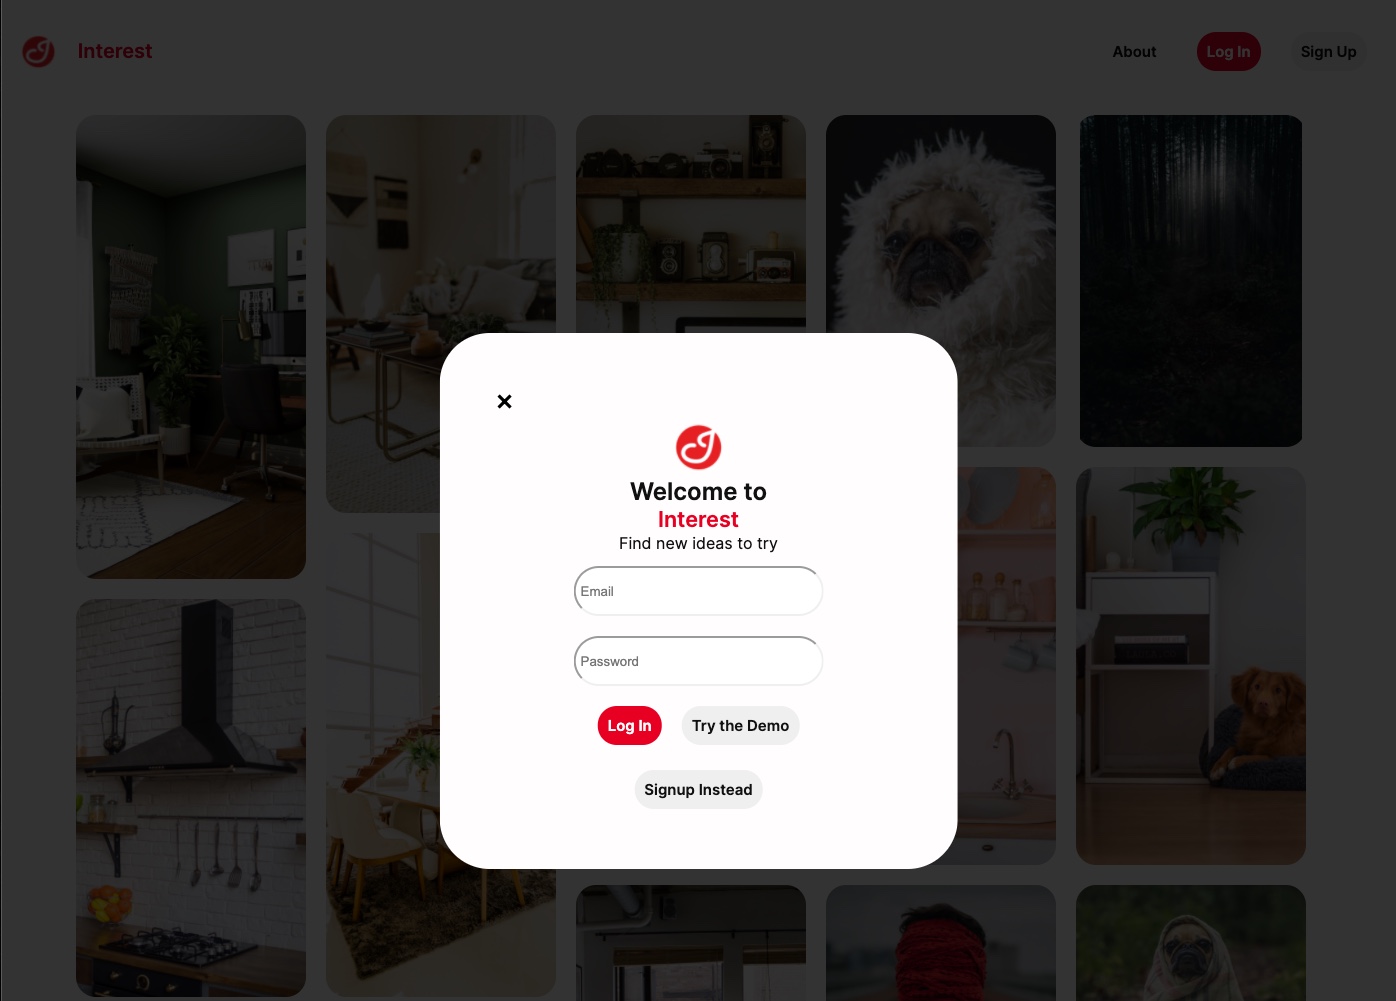 Interest
About
Log In
Sign Up
×
Welcome to
Interest
Find new ideas to try
Email
Password
Log In
Try the Demo
Signup Instead